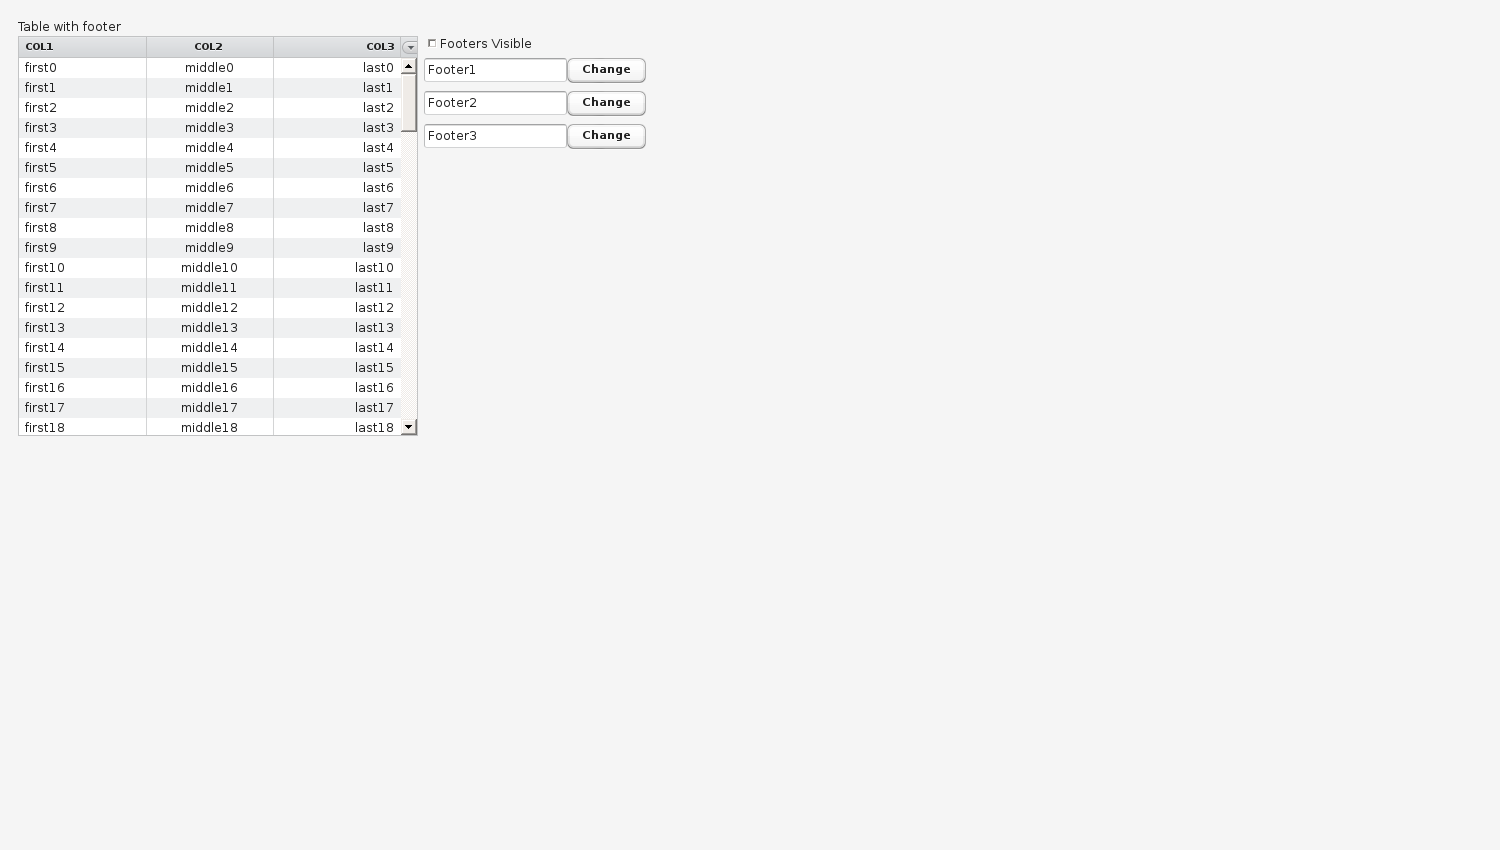 Table with footer
COL1 COL2 COL3
first0 middle0 last0
first1 middle1 last1
first2 middle2 last2
first3 middle3 last3
first4 middle4 last4
first5 middle5 last5
first6 middle6 last6
first7 middle7 last7
first8 middle8 last8
first9 middle9 last9
first10 middle10 last10
first11 middle11 last11
first12 middle12 last12
first13 middle13 last13
first14 middle14 last14
first15 middle15 last15
first16 middle16 last16
first17 middle17 last17
first18 middle18 last18
Footers Visible
Footer1 Change
Footer2 Change
Footer3 Change